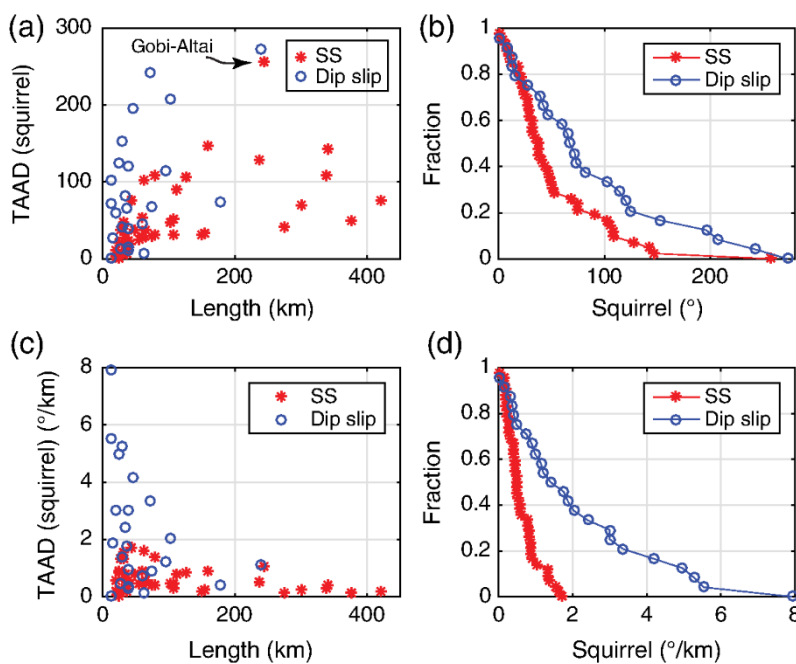 (a)
300
200
100
0
0
200
400
TAAD (squirrel)
Length (km)
Gobi-Altai
SS
Dip slip
(b)
1
0.8
0.6
0.4
0.2
0
0
100
200
Fraction
Squirrel (°)
SS
Dip slip
(c)
8
6
4
2
0
0
200
400
TAAD (squirrel) (°/km)
Length (km)
SS
Dip slip
(d)
1
0.8
0.6
0.4
0.2
0
0
2
4
6
8
Fraction
Squirrel (°/km)
SS
Dip slip